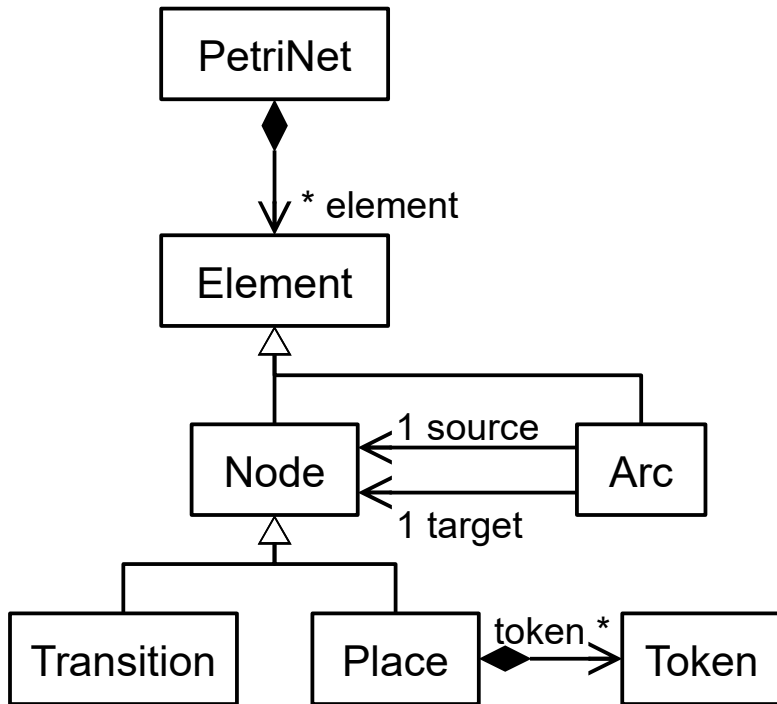 PetriNet
* element
Element
1 source
Node
Arc
1 target
token *
Transition
Place
Token